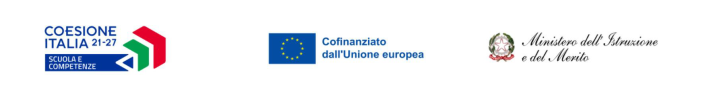 COESIONE
ITALIA 21-27
SCUOLA E
COMPETENZE
Cofinanziato
dall'Unione europea
Ministero dell'Istruzione
e del Merito